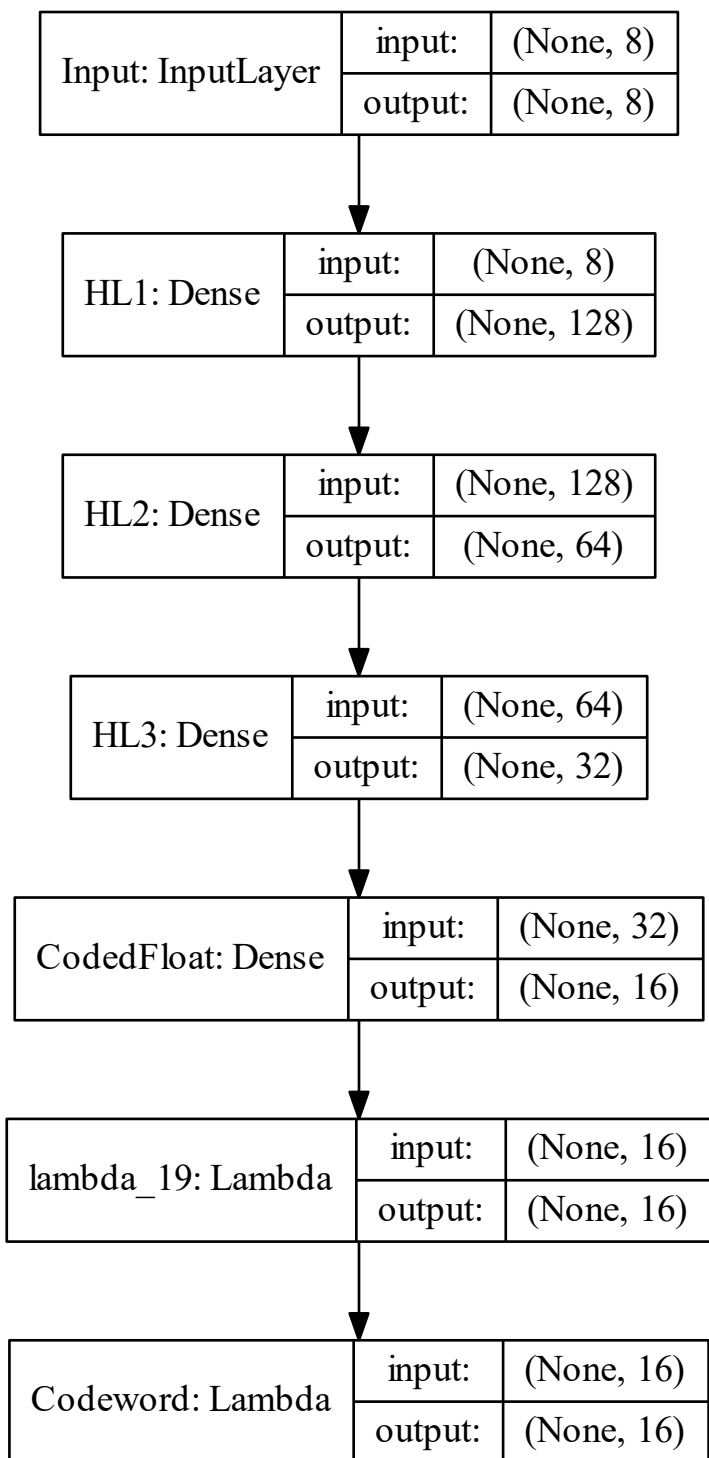 Input: InputLayer
input: (None, 8)
output: (None, 8)
HL1: Dense
input: (None, 8)
output: (None, 128)
HL2: Dense
input: (None, 128)
output: (None, 64)
HL3: Dense
input: (None, 64)
output: (None, 32)
CodedFloat: Dense
input: (None, 32)
output: (None, 16)
lambda_19: Lambda
input: (None, 16)
output: (None, 16)
Codeword: Lambda
input: (None, 16)
output: (None, 16)